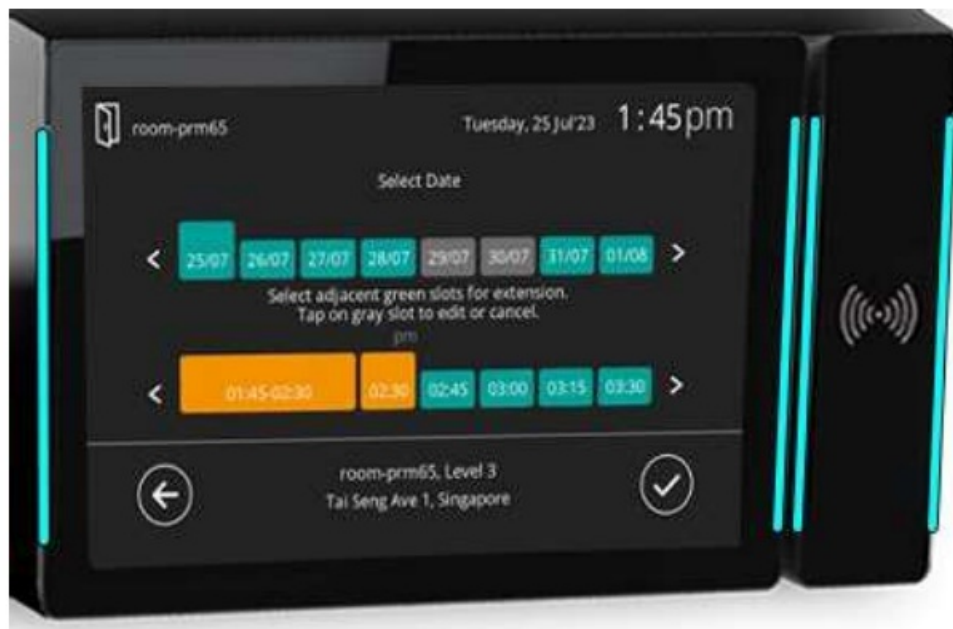 room-prm65
Tuesday, 25 Jul'23 1:45pm
Select Date
< 25/07 26/07 27/07 28/07 29/07 30/07 31/07 01/08 >
Select adjacent green slots for extension.
Tap on gray slot to edit or cancel.
pm
< 01:45-02:30 02:30 02:45 03:00 03:15 03:30 >
room-prm65, Level 3
Tai Seng Ave 1, Singapore